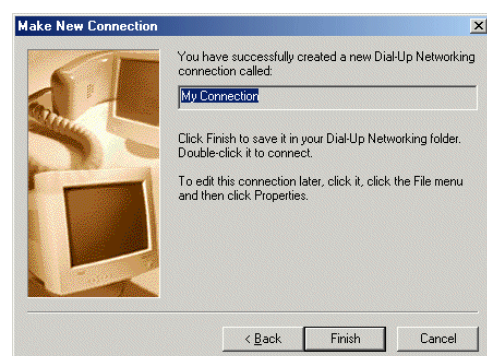 Make New Connection
You have successfully created a new Dial-Up Networking
connection called:
My Connection
Click Finish to save it in your Dial-Up Networking folder.
Double-click it to connect.
To edit this connection later, click it, click the File menu
and then click Properties.
< Back
Finish
Cancel